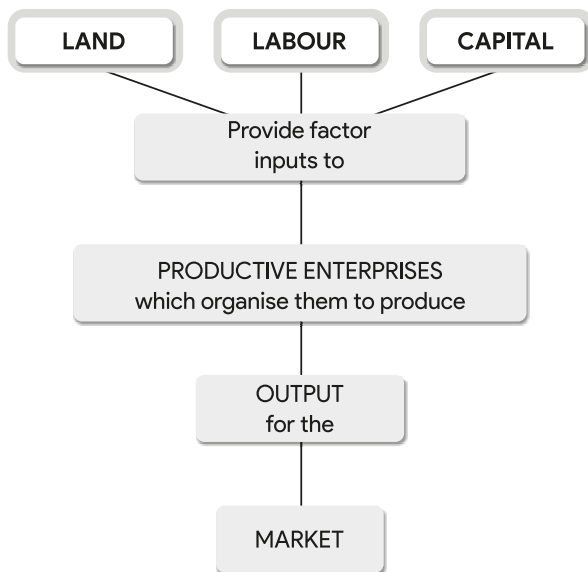 LAND
LABOUR
CAPITAL
Provide factor
inputs to
PRODUCTIVE ENTERPRISES
which organise them to produce
OUTPUT
for the
MARKET